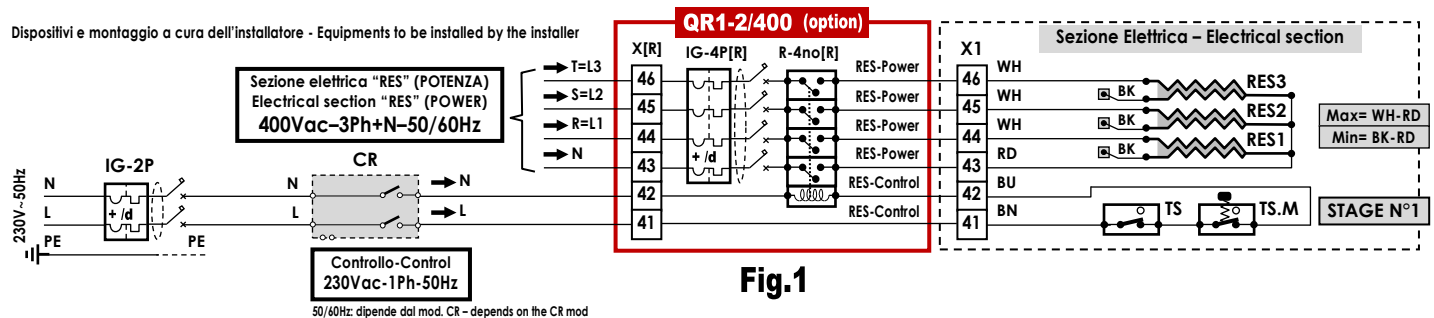 Dispositivi e montaggio a cura dell'installatore - Equipments to be installed by the installer
QR1-2/400 (option)
Sezione Elettrica – Electrical section
X[R] IG-4P[R] R-4no[R] X1
Sezione elettrica “RES” (POTENZA)
Electrical section “RES” (POWER)
400Vac–3Ph+N–50/60Hz
T=L3 46 RES-Power 46 WH BK RES3
S=L2 45 RES-Power 45 WH BK RES2
R=L1 44 RES-Power 44 WH BK RES1
N 43 + /d RES-Power 43 RD
Max= WH-RD
Min= BK-RD
IG-2P CR
230V~50Hz
N N N 42 RES-Control 42 BU
L + /d L L 41 RES-Control 41 BN TS TS.M
STAGE N°1
PE PE
Controllo-Control
230Vac-1Ph-50Hz
Fig.1
50/60Hz: dipende dal mod. CR – depends on the CR mod